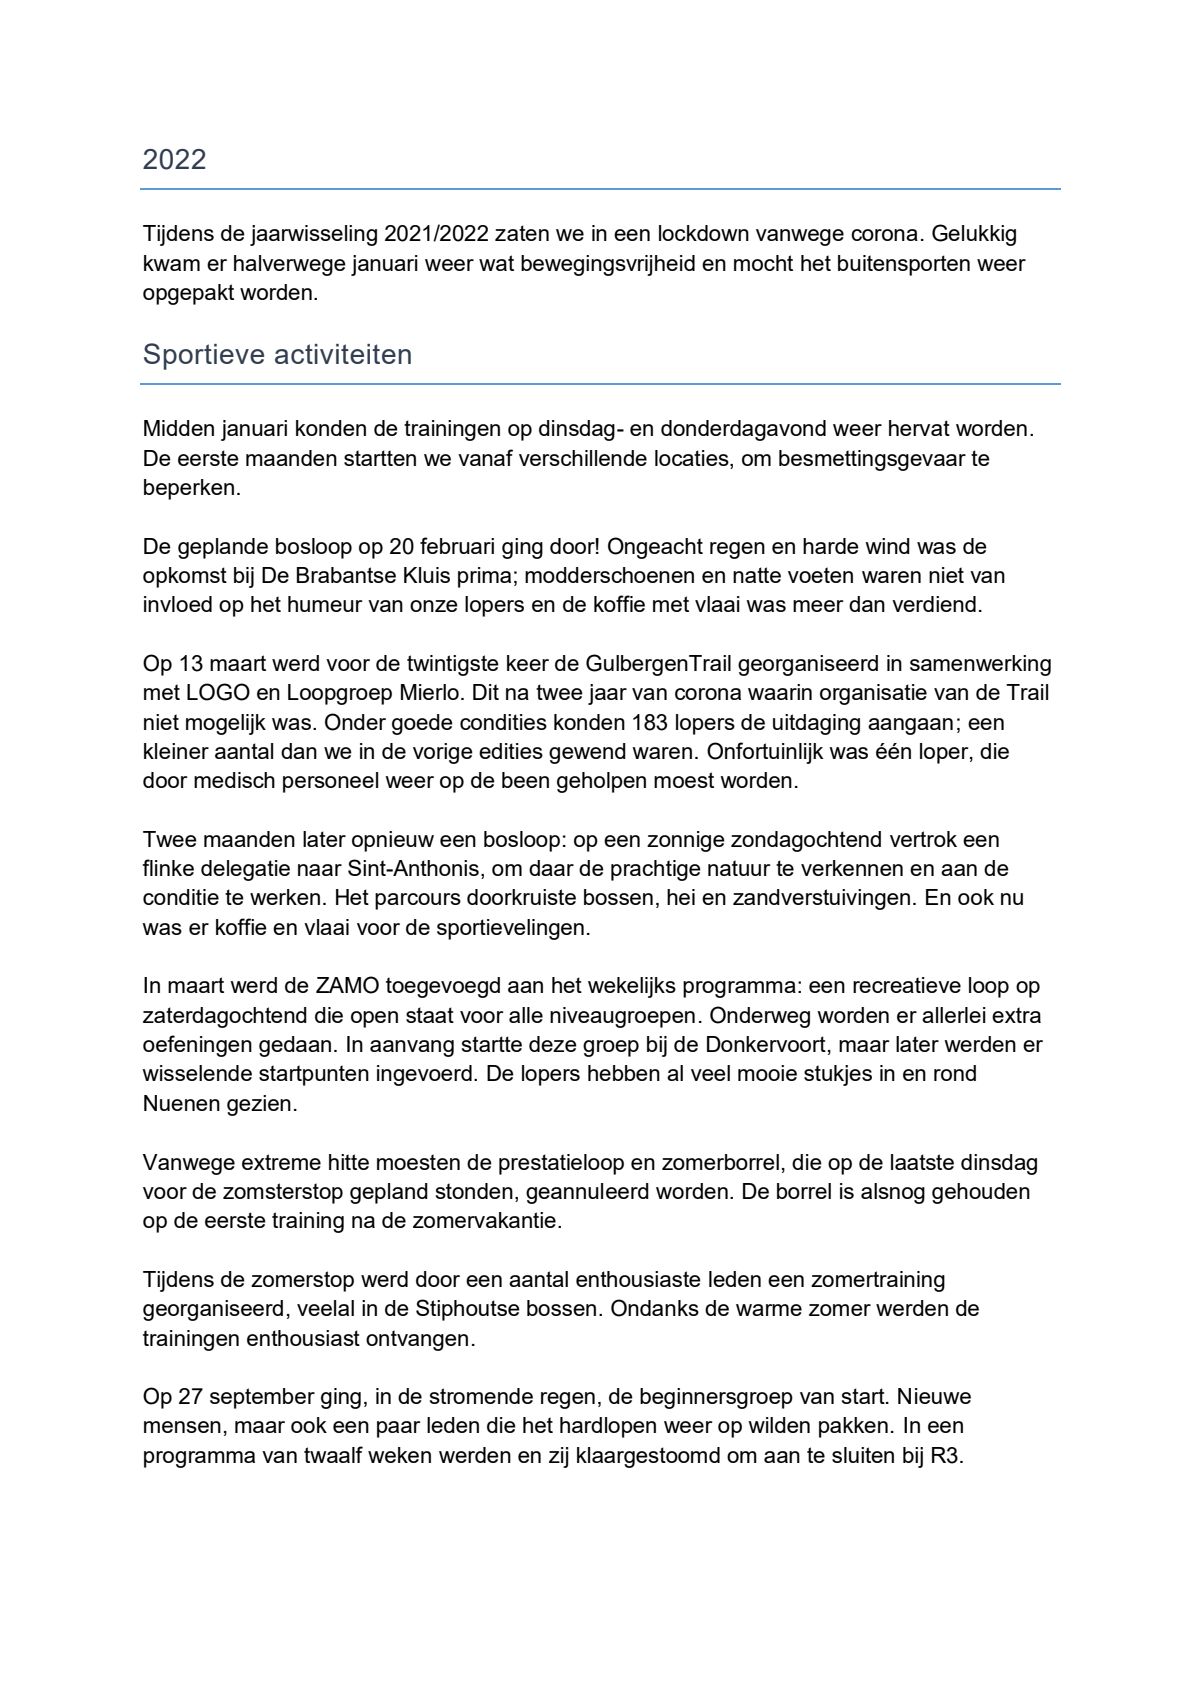 2022
Tijdens de jaarwisseling 2021/2022 zaten we in een lockdown vanwege corona. Gelukkig
kwam er halverwege januari weer wat bewegingsvrijheid en mocht het buitensporten weer
opgepakt worden.
Sportieve activiteiten
Midden januari konden de trainingen op dinsdag- en donderdagavond weer hervat worden.
De eerste maanden startten we vanaf verschillende locaties, om besmettingsgevaar te
beperken.
De geplande bosloop op 20 februari ging door! Ongeacht regen en harde wind was de
opkomst bij De Brabantse Kluis prima; modderschoenen en natte voeten waren niet van
invloed op het humeur van onze lopers en de koffie met vlaai was meer dan verdiend.
Op 13 maart werd voor de twintigste keer de GulbergenTrail georganiseerd in samenwerking
met LOGO en Loopgroep Mierlo. Dit na twee jaar van corona waarin organisatie van de Trail
niet mogelijk was. Onder goede condities konden 183 lopers de uitdaging aangaan; een
kleiner aantal dan we in de vorige edities gewend waren. Onfortuinlijk was één loper, die
door medisch personeel weer op de been geholpen moest worden.
Twee maanden later opnieuw een bosloop: op een zonnige zondagochtend vertrok een
flinke delegatie naar Sint-Anthonis, om daar de prachtige natuur te verkennen en aan de
conditie te werken. Het parcours doorkruiste bossen, hei en zandverstuivingen. En ook nu
was er koffie en vlaai voor de sportievelingen.
In maart werd de ZAMO toegevoegd aan het wekelijks programma: een recreatieve loop op
zaterdagochtend die open staat voor alle niveaugroepen. Onderweg worden er allerlei extra
oefeningen gedaan. In aanvang startte deze groep bij de Donkervoort, maar later werden er
wisselende startpunten ingevoerd. De lopers hebben al veel mooie stukjes in en rond
Nuenen gezien.
Vanwege extreme hitte moesten de prestatieloop en zomerborrel, die op de laatste dinsdag
voor de zomsterstop gepland stonden, geannuleerd worden. De borrel is alsnog gehouden
op de eerste training na de zomervakantie.
Tijdens de zomerstop werd door een aantal enthousiaste leden een zomertraining
georganiseerd, veelal in de Stiphoutse bossen. Ondanks de warme zomer werden de
trainingen enthousiast ontvangen.
Op 27 september ging, in de stromende regen, de beginnersgroep van start. Nieuwe
mensen, maar ook een paar leden die het hardlopen weer op wilden pakken. In een
programma van twaalf weken werden en zij klaargestoomd om aan te sluiten bij R3.